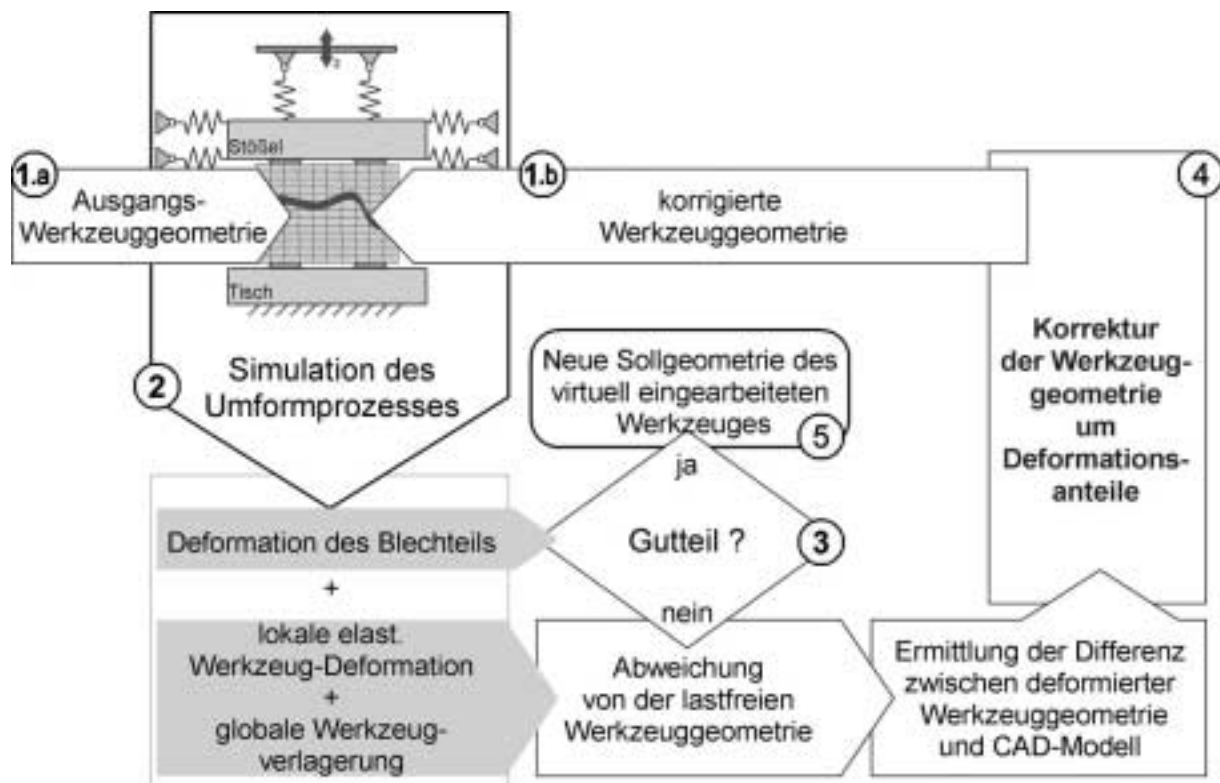 z
Stößel
1.a
Ausgangs-
Werkzeuggeometrie
1.b
korrigierte
Werkzeuggeometrie
Tisch
2
Simulation des
Umformprozesses
Deformation des Blechteils
+
lokale elast.
Werkzeug-Deformation
+
globale Werkzeug-
verlagerung
Neue Sollgeometrie des
virtuell eingearbeiteten
Werkzeuges
5
ja
Gutteil ?
3
nein
Abweichung
von der lastfreien
Werkzeuggeometrie
Ermittlung der Differenz
zwischen deformierter
Werkzeuggeometrie
und CAD-Modell
4
Korrektur
der Werkzeug-
geometrie
um
Deformations-
anteile